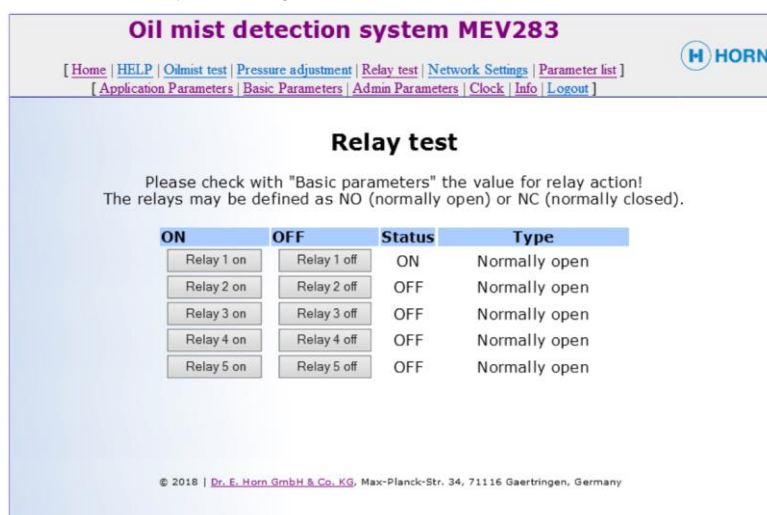 Oil mist detection system MEV283
H HORN
[ Home | HELP | Oilmist test | Pressure adjustment | Relay test | Network Settings | Parameter list ]
[ Application Parameters | Basic Parameters | Admin Parameters | Clock | Info | Logout ]
Relay test
Please check with "Basic parameters" the value for relay action!
The relays may be defined as NO (normally open) or NC (normally closed).
ON OFF Status Type
Relay 1 on Relay 1 off ON Normally open
Relay 2 on Relay 2 off OFF Normally open
Relay 3 on Relay 3 off OFF Normally open
Relay 4 on Relay 4 off OFF Normally open
Relay 5 on Relay 5 off OFF Normally open
© 2018 | Dr. E. Horn GmbH & Co. KG, Max-Planck-Str. 34, 71116 Gaertringen, Germany